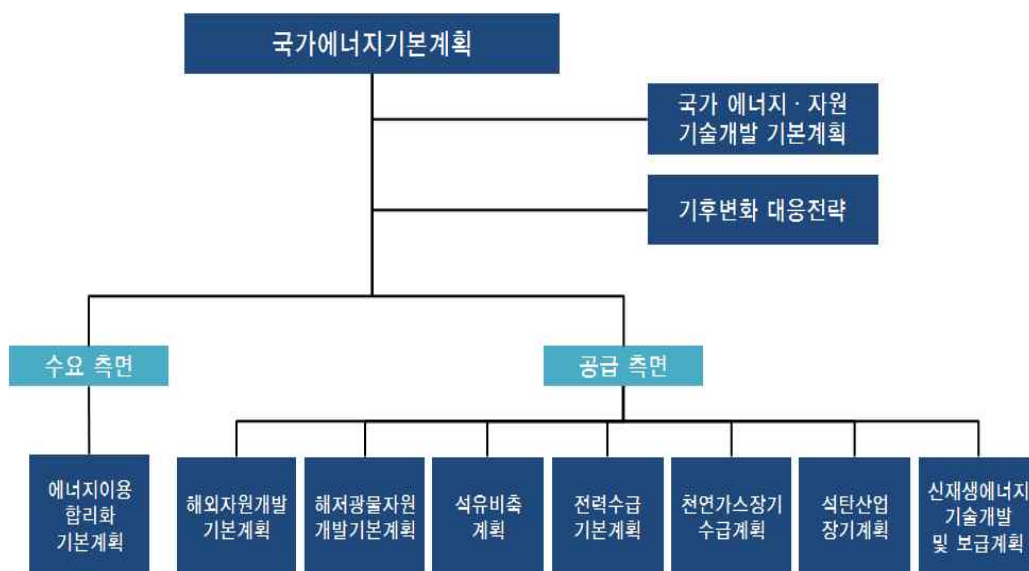 국가에너지기본계획
국가 에너지 · 자원
기술개발 기본계획
기후변화 대응전략
수요 측면
공급 측면
에너지이용
합리화
기본계획
해외자원개발
기본계획
해저광물자원
개발기본계획
석유비축
계획
전력수급
기본계획
천연가스장기
수급계획
석탄산업
장기계획
신재생에너지
기술개발
및 보급계획